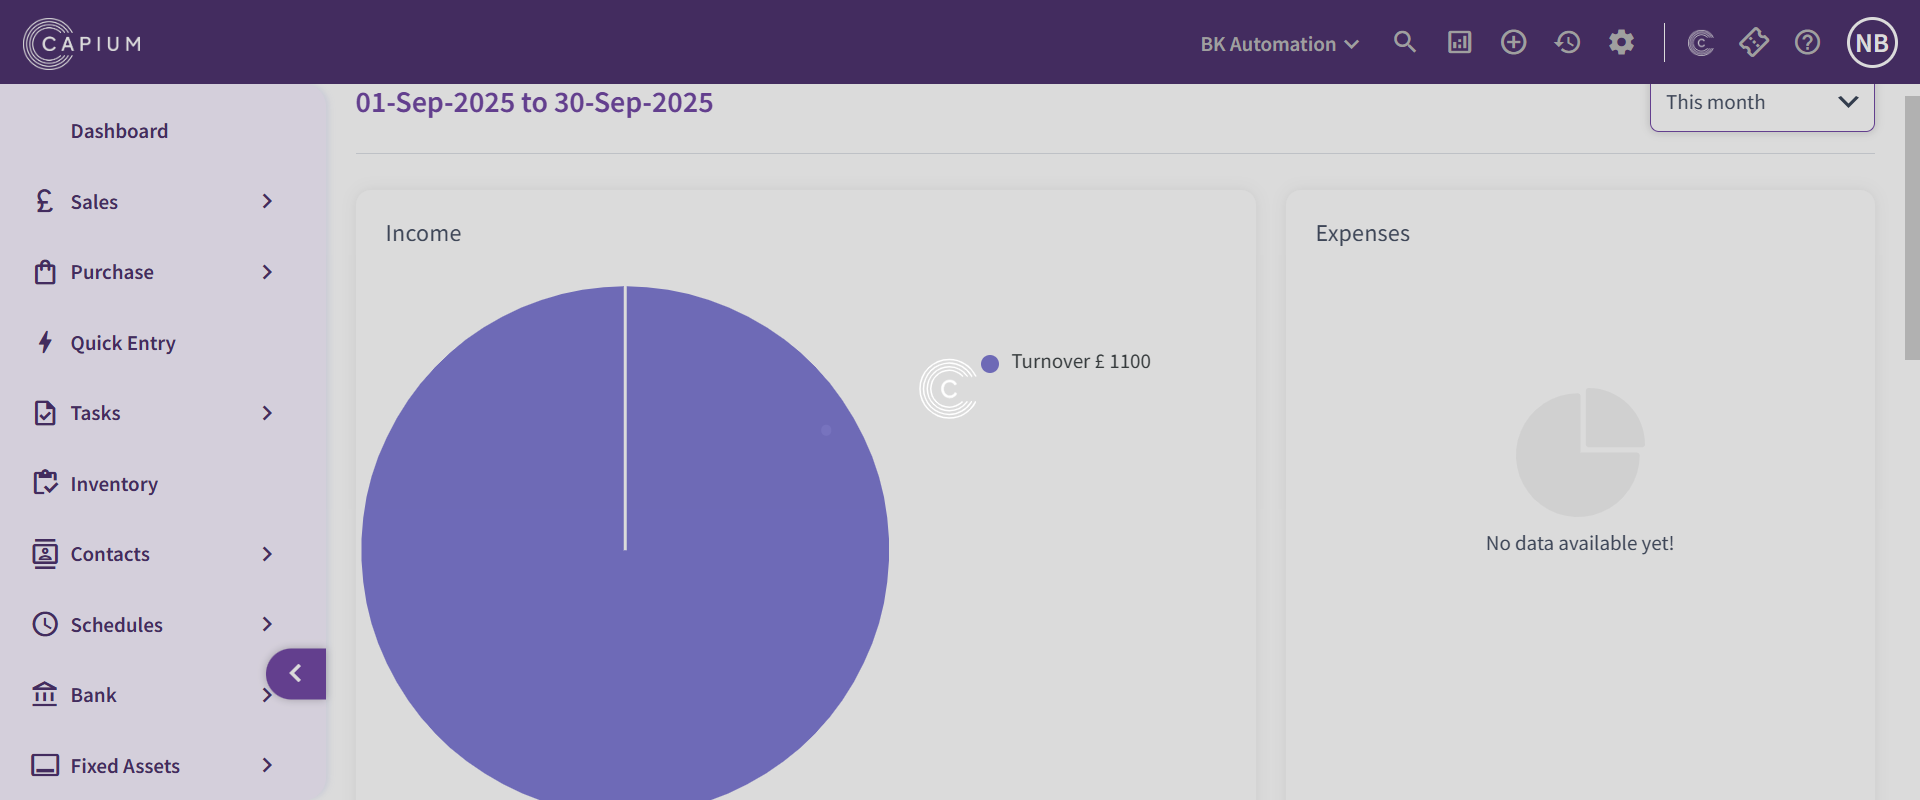 CAPIUM
BK Automation
C
NB
Dashboard
Sales
Purchase
Quick Entry
Tasks
Inventory
Contacts
Schedules
Bank
Fixed Assets
01-Sep-2025 to 30-Sep-2025
This month
Income
Turnover £ 1100
C
Expenses
No data available yet!